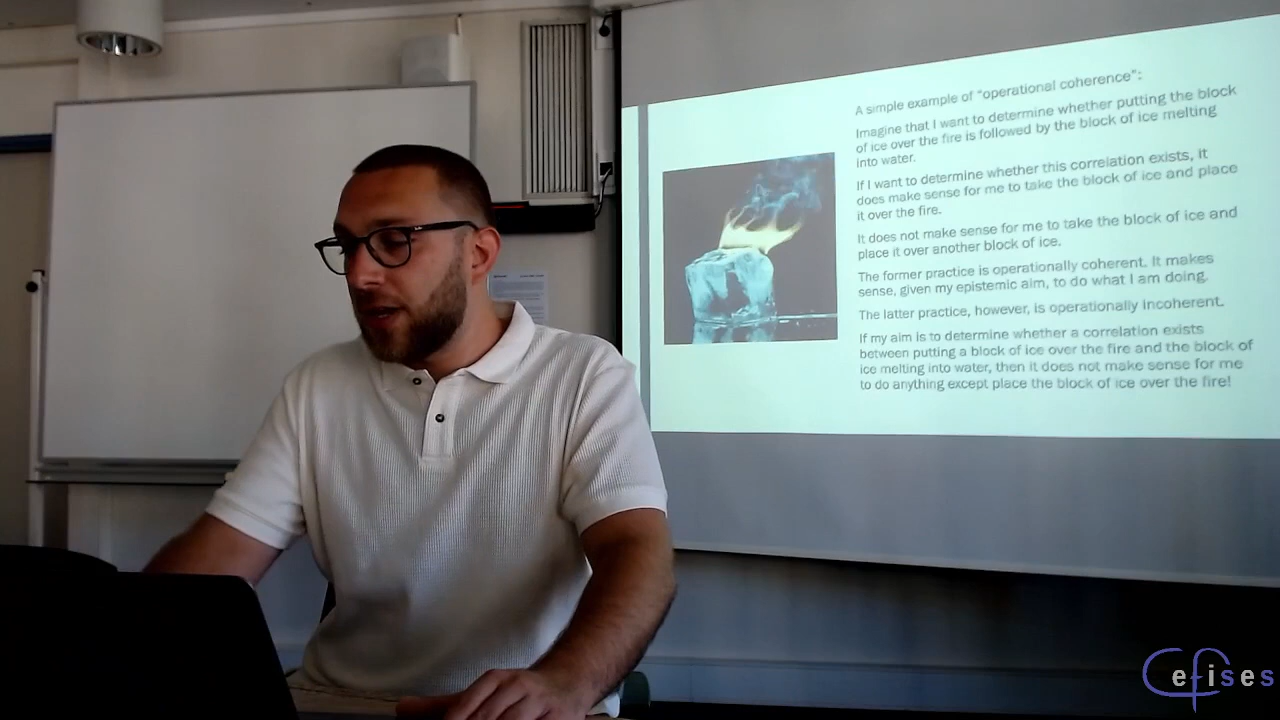 A simple example of "operational coherence":
Imagine that I want to determine whether putting the block
of ice over the fire is followed by the block of ice melting
into water.
If I want to determine whether this correlation exists, it
does make sense for me to take the block of ice and place
it over the fire.
It does not make sense for me to take the block of ice and
place it over another block of ice.
The former practice is operationally coherent. It makes
sense, given my epistemic aim, to do what I am doing.
The latter practice, however, is operationally incoherent.
If my aim is to determine whether a correlation exists
between putting a block of ice over the fire and the block of
ice melting into water, then it does not make sense for me
to do anything except place the block of ice over the fire!
Cefises